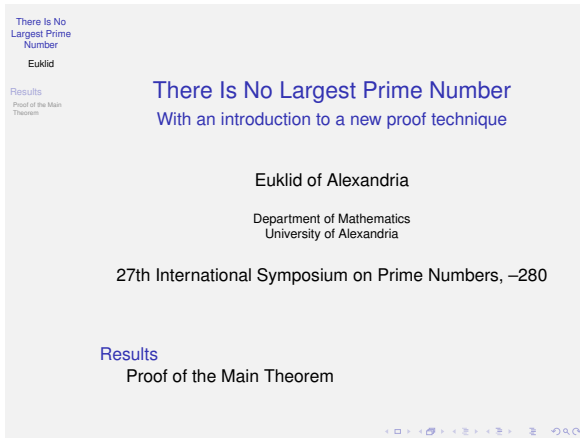 There Is No
Largest Prime
Number
Euklid
Results
Proof of the Main
Theorem
There Is No Largest Prime Number
With an introduction to a new proof technique
Euklid of Alexandria
Department of Mathematics
University of Alexandria
27th International Symposium on Prime Numbers, –280
Results
Proof of the Main Theorem